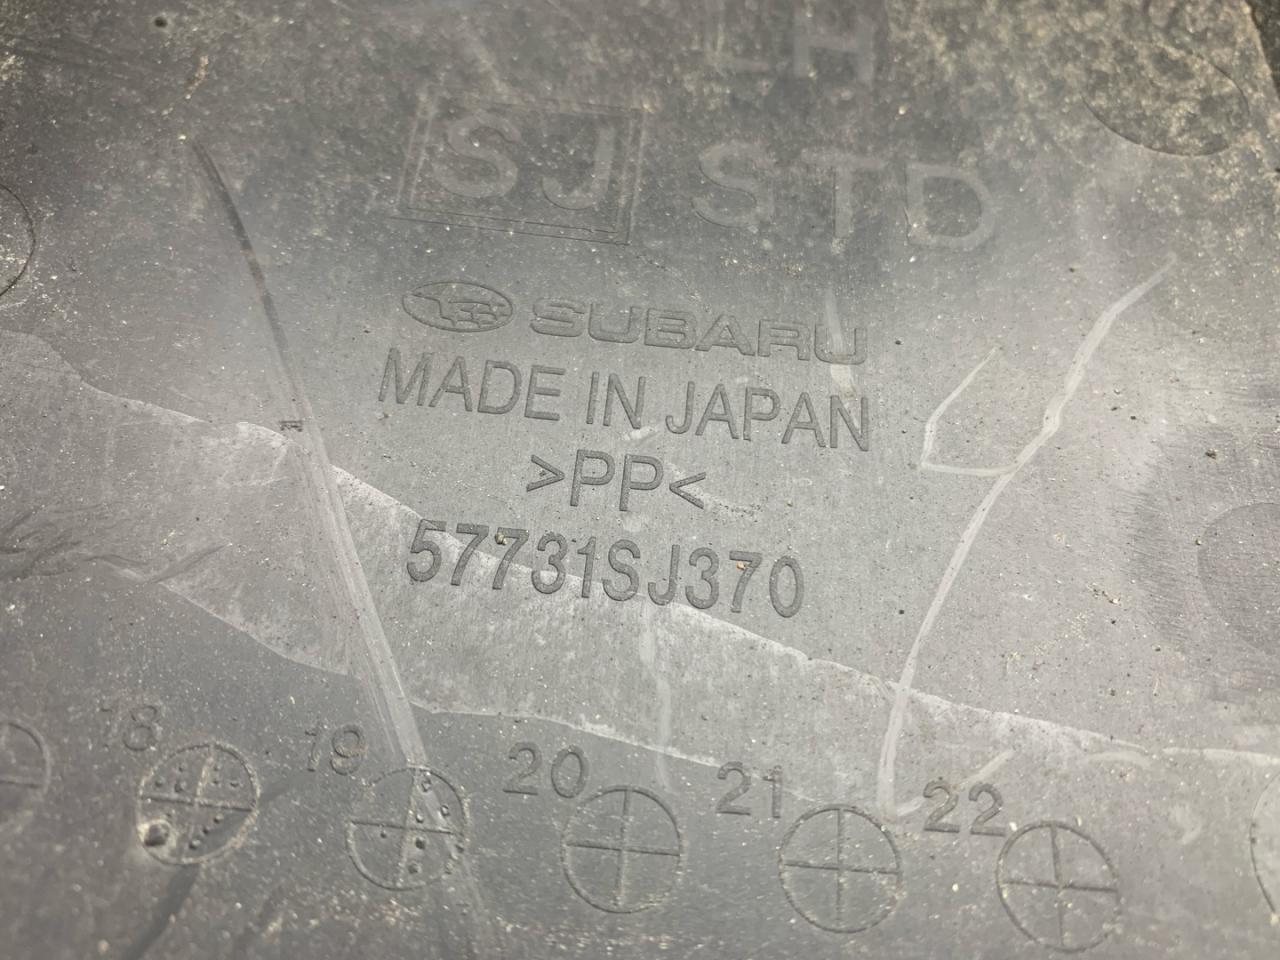 LH
SJ STD
SUBARU
MADE IN JAPAN
>PP<
57731SJ370
18 19 20 21 22